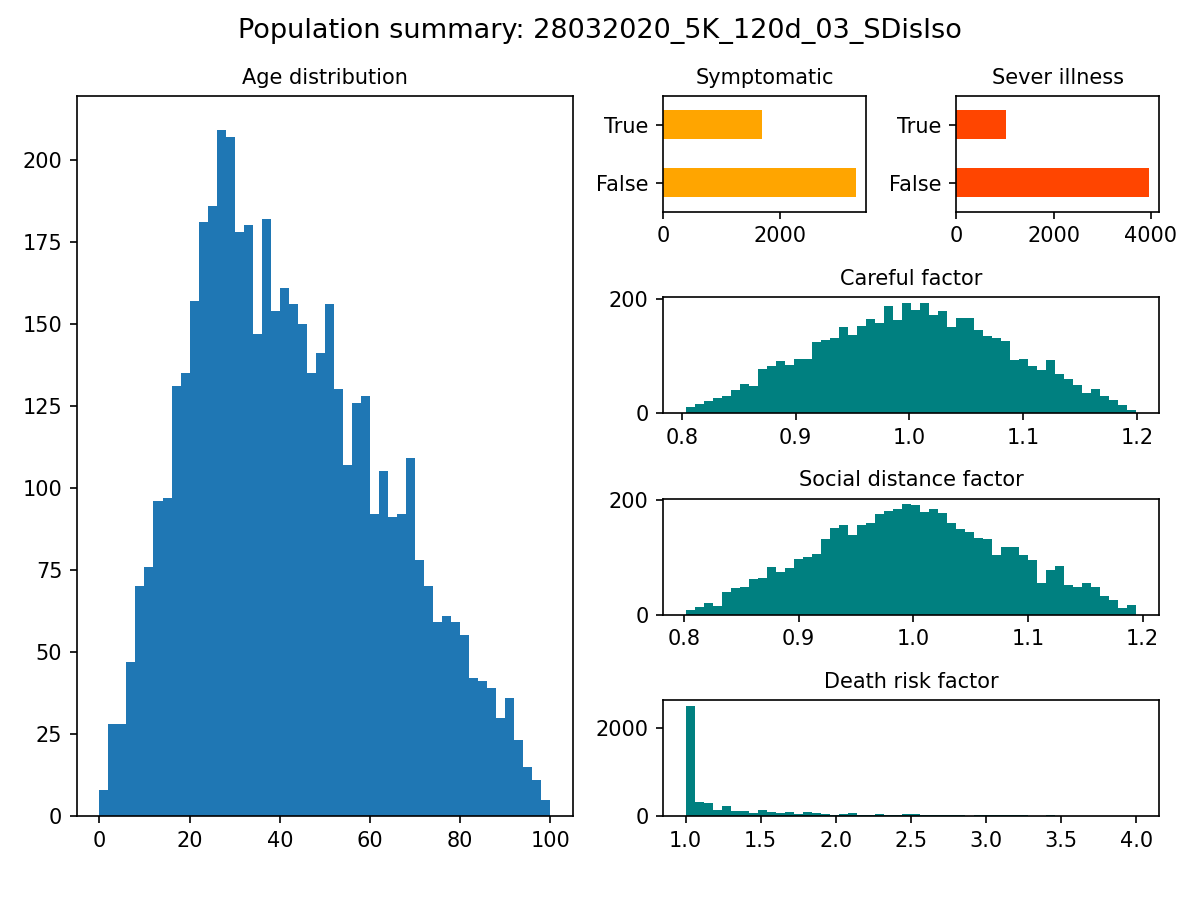 Population summary: 28032020_5K_120d_03_SDisIso
Age distribution
200
175
150
125
100
75
50
25
0
0 20 40 60 80 100
Symptomatic
True
False
0 2000
Sever illness
True
False
0 2000 4000
Careful factor
200
0
0.8 0.9 1.0 1.1 1.2
Social distance factor
200
0
0.8 0.9 1.0 1.1 1.2
Death risk factor
2000
0
1.0 1.5 2.0 2.5 3.0 3.5 4.0